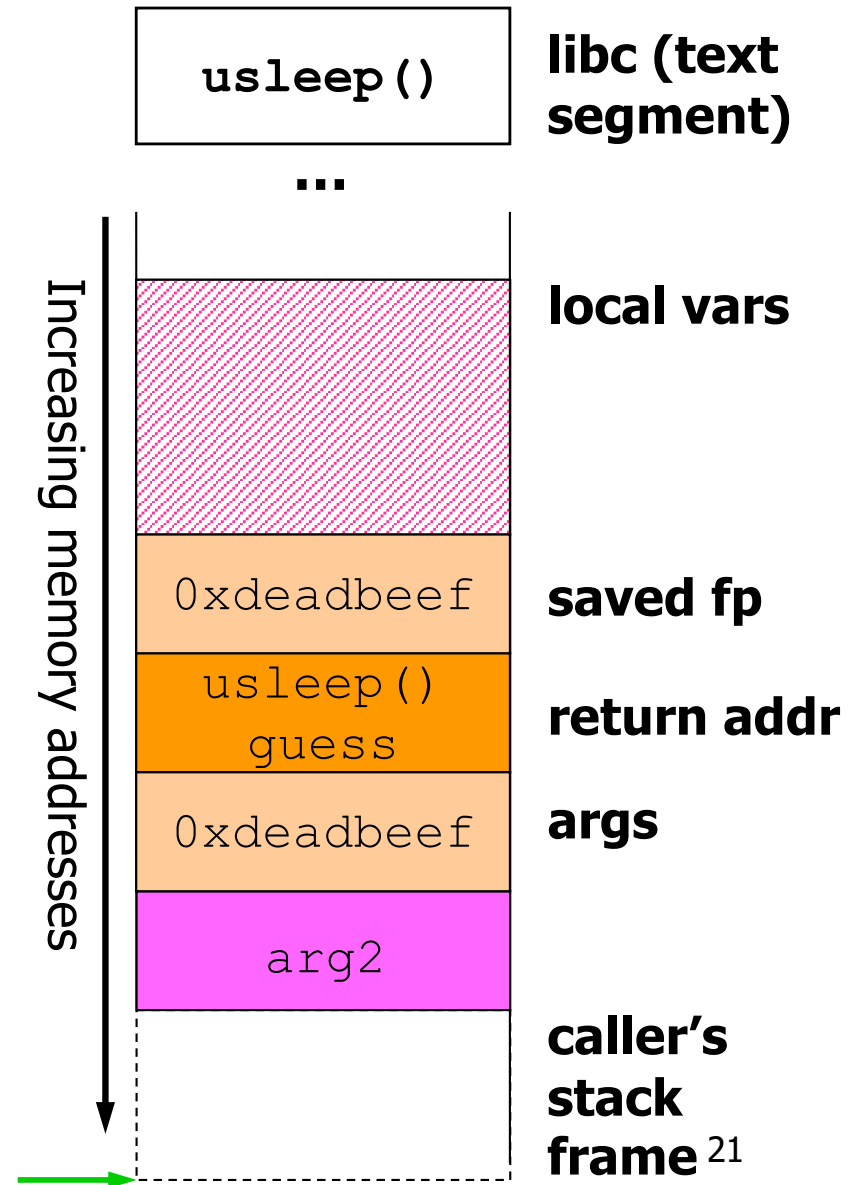 usleep()
libc (text
segment)
...
Increasing memory addresses
local vars
0xdeadbeef
saved fp
usleep()
guess
return addr
0xdeadbeef
args
arg2
caller’s
stack
frame 21